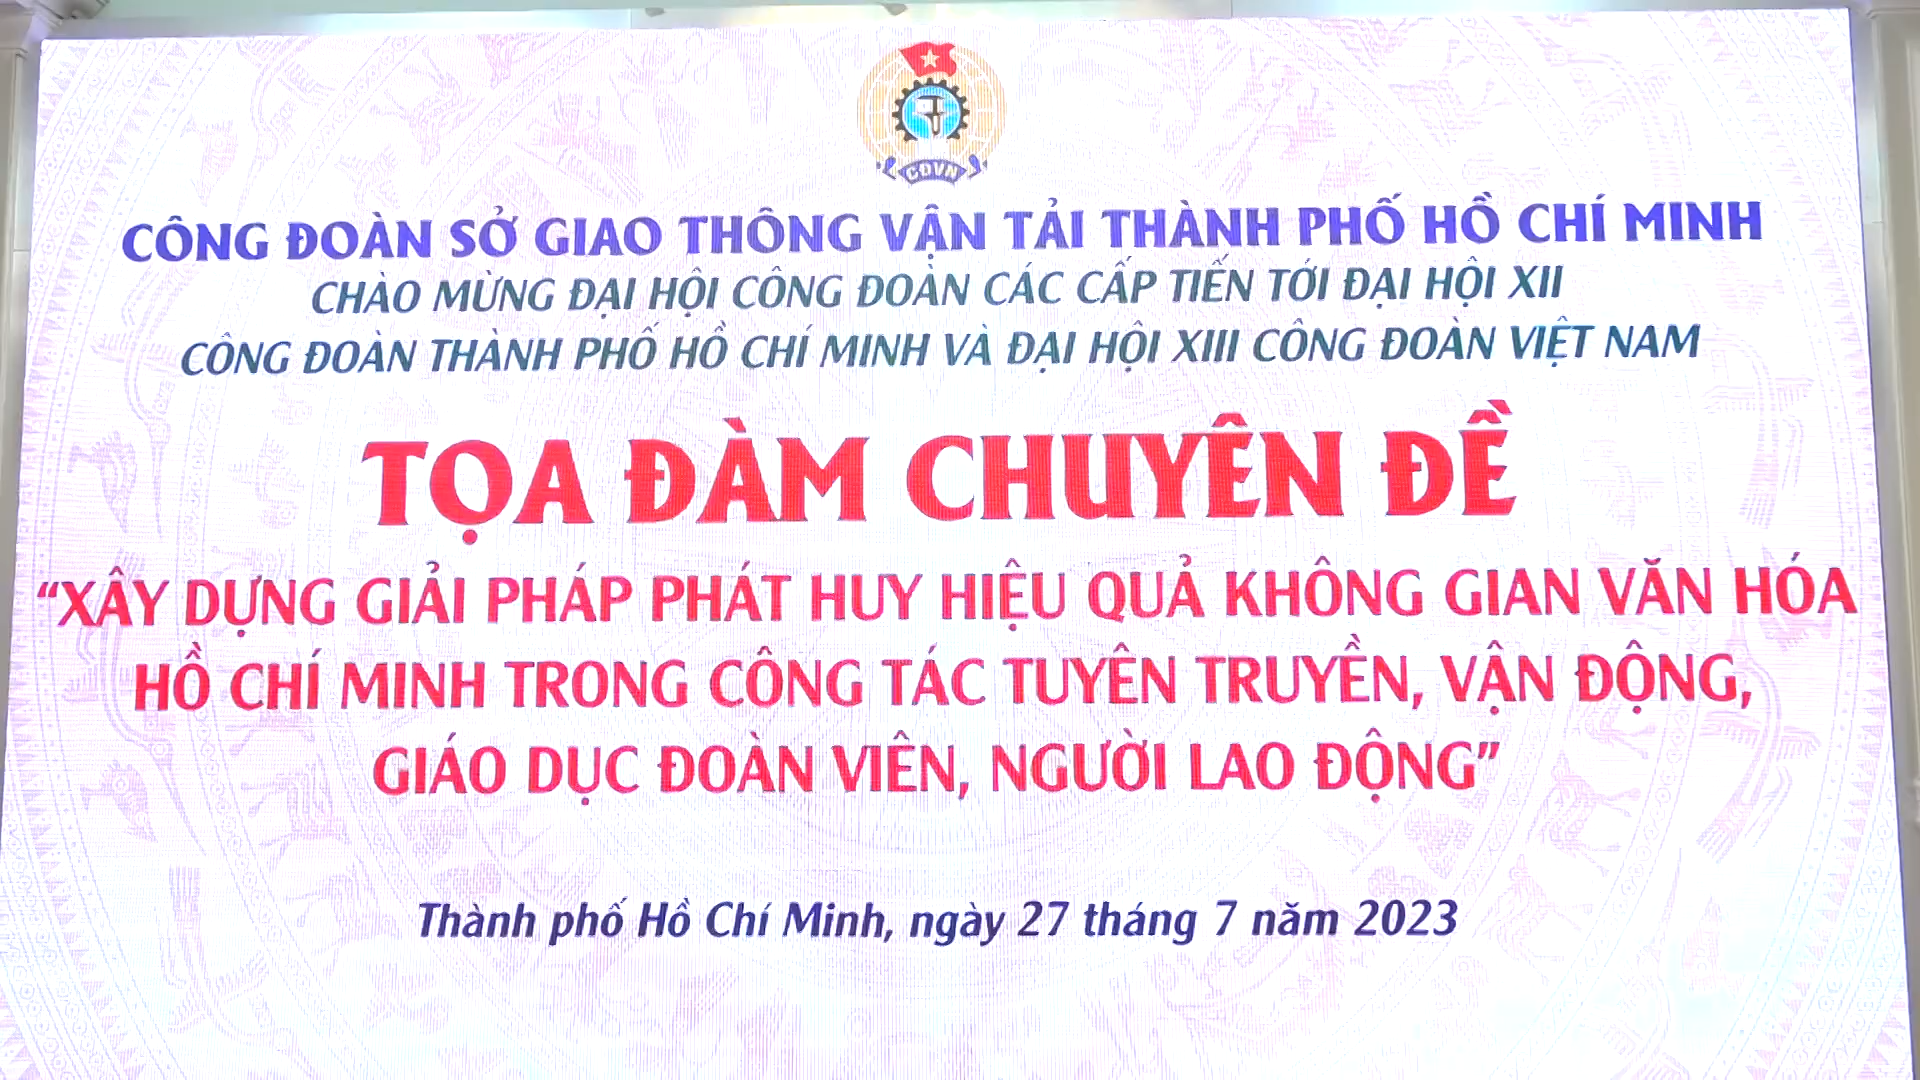 CĐVN
CÔNG ĐOÀN SỞ GIAO THÔNG VẬN TẢI THÀNH PHỐ HỒ CHÍ MINH
CHÀO MỪNG ĐẠI HỘI CÔNG ĐOÀN CÁC CẤP TIẾN TỚI ĐẠI HỘI XII
CÔNG ĐOÀN THÀNH PHỐ HỒ CHÍ MINH VÀ ĐẠI HỘI XIII CÔNG ĐOÀN VIỆT NAM
TỌA ĐÀM CHUYÊN ĐỀ
“XÂY DỰNG GIẢI PHÁP PHÁT HUY HIỆU QUẢ KHÔNG GIAN VĂN HÓA
HỒ CHÍ MINH TRONG CÔNG TÁC TUYÊN TRUYỀN, VẬN ĐỘNG,
GIÁO DỤC ĐOÀN VIÊN, NGƯỜI LAO ĐỘNG”
Thành phố Hồ Chí Minh, ngày 27 tháng 7 năm 2023